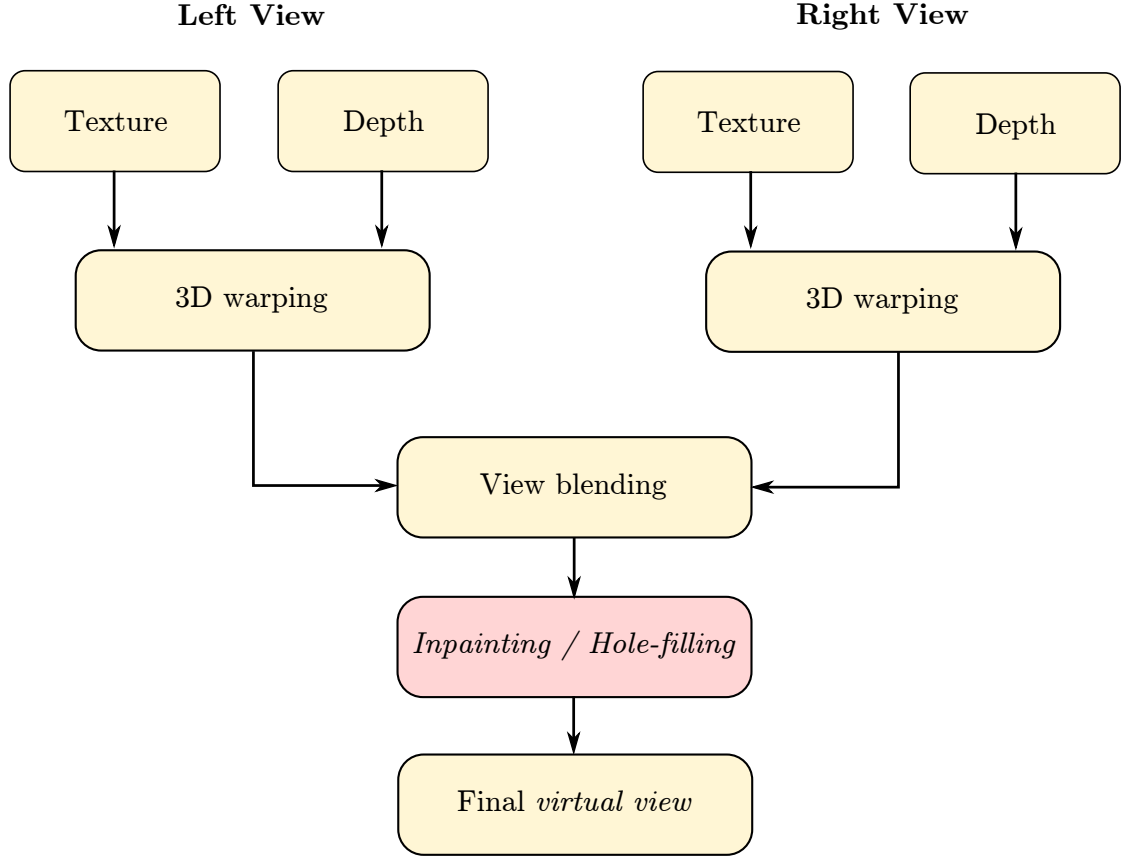 Left View
Right View
Texture
Depth
Texture
Depth
3D warping
3D warping
View blending
Inpainting / Hole-filling
Final virtual view